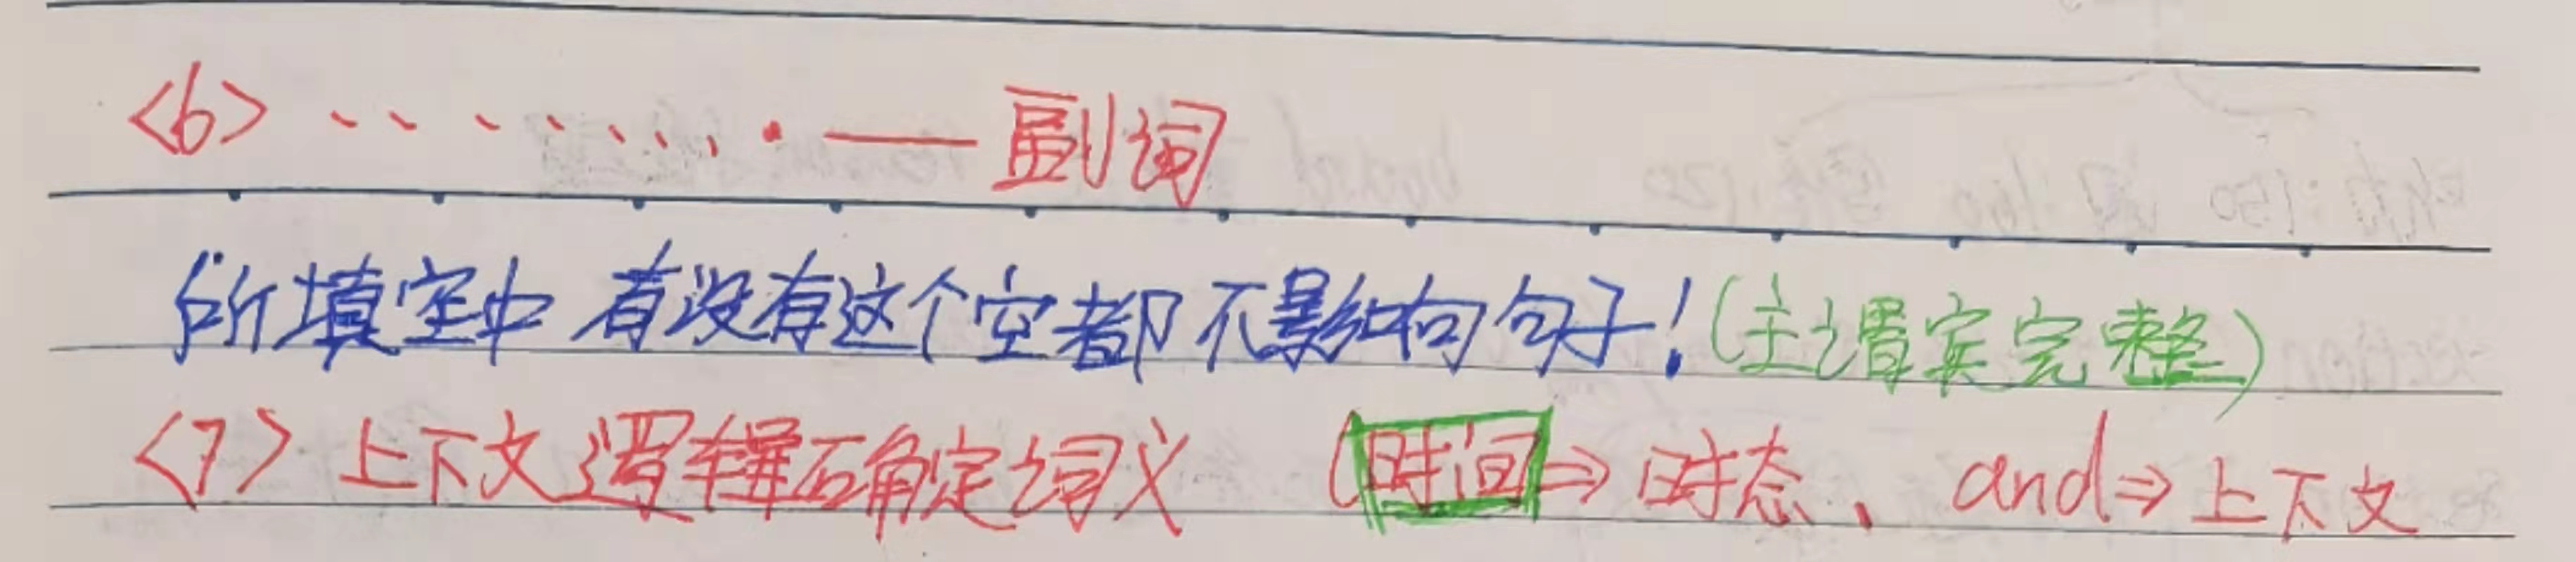 <6> 、、、、、、、• —— 副词
所填空中 有没有这个空都不影响句子！(主谓宾完整)
<7> 上下文逻辑确定词义 (时间⇒时态、and⇒上下文